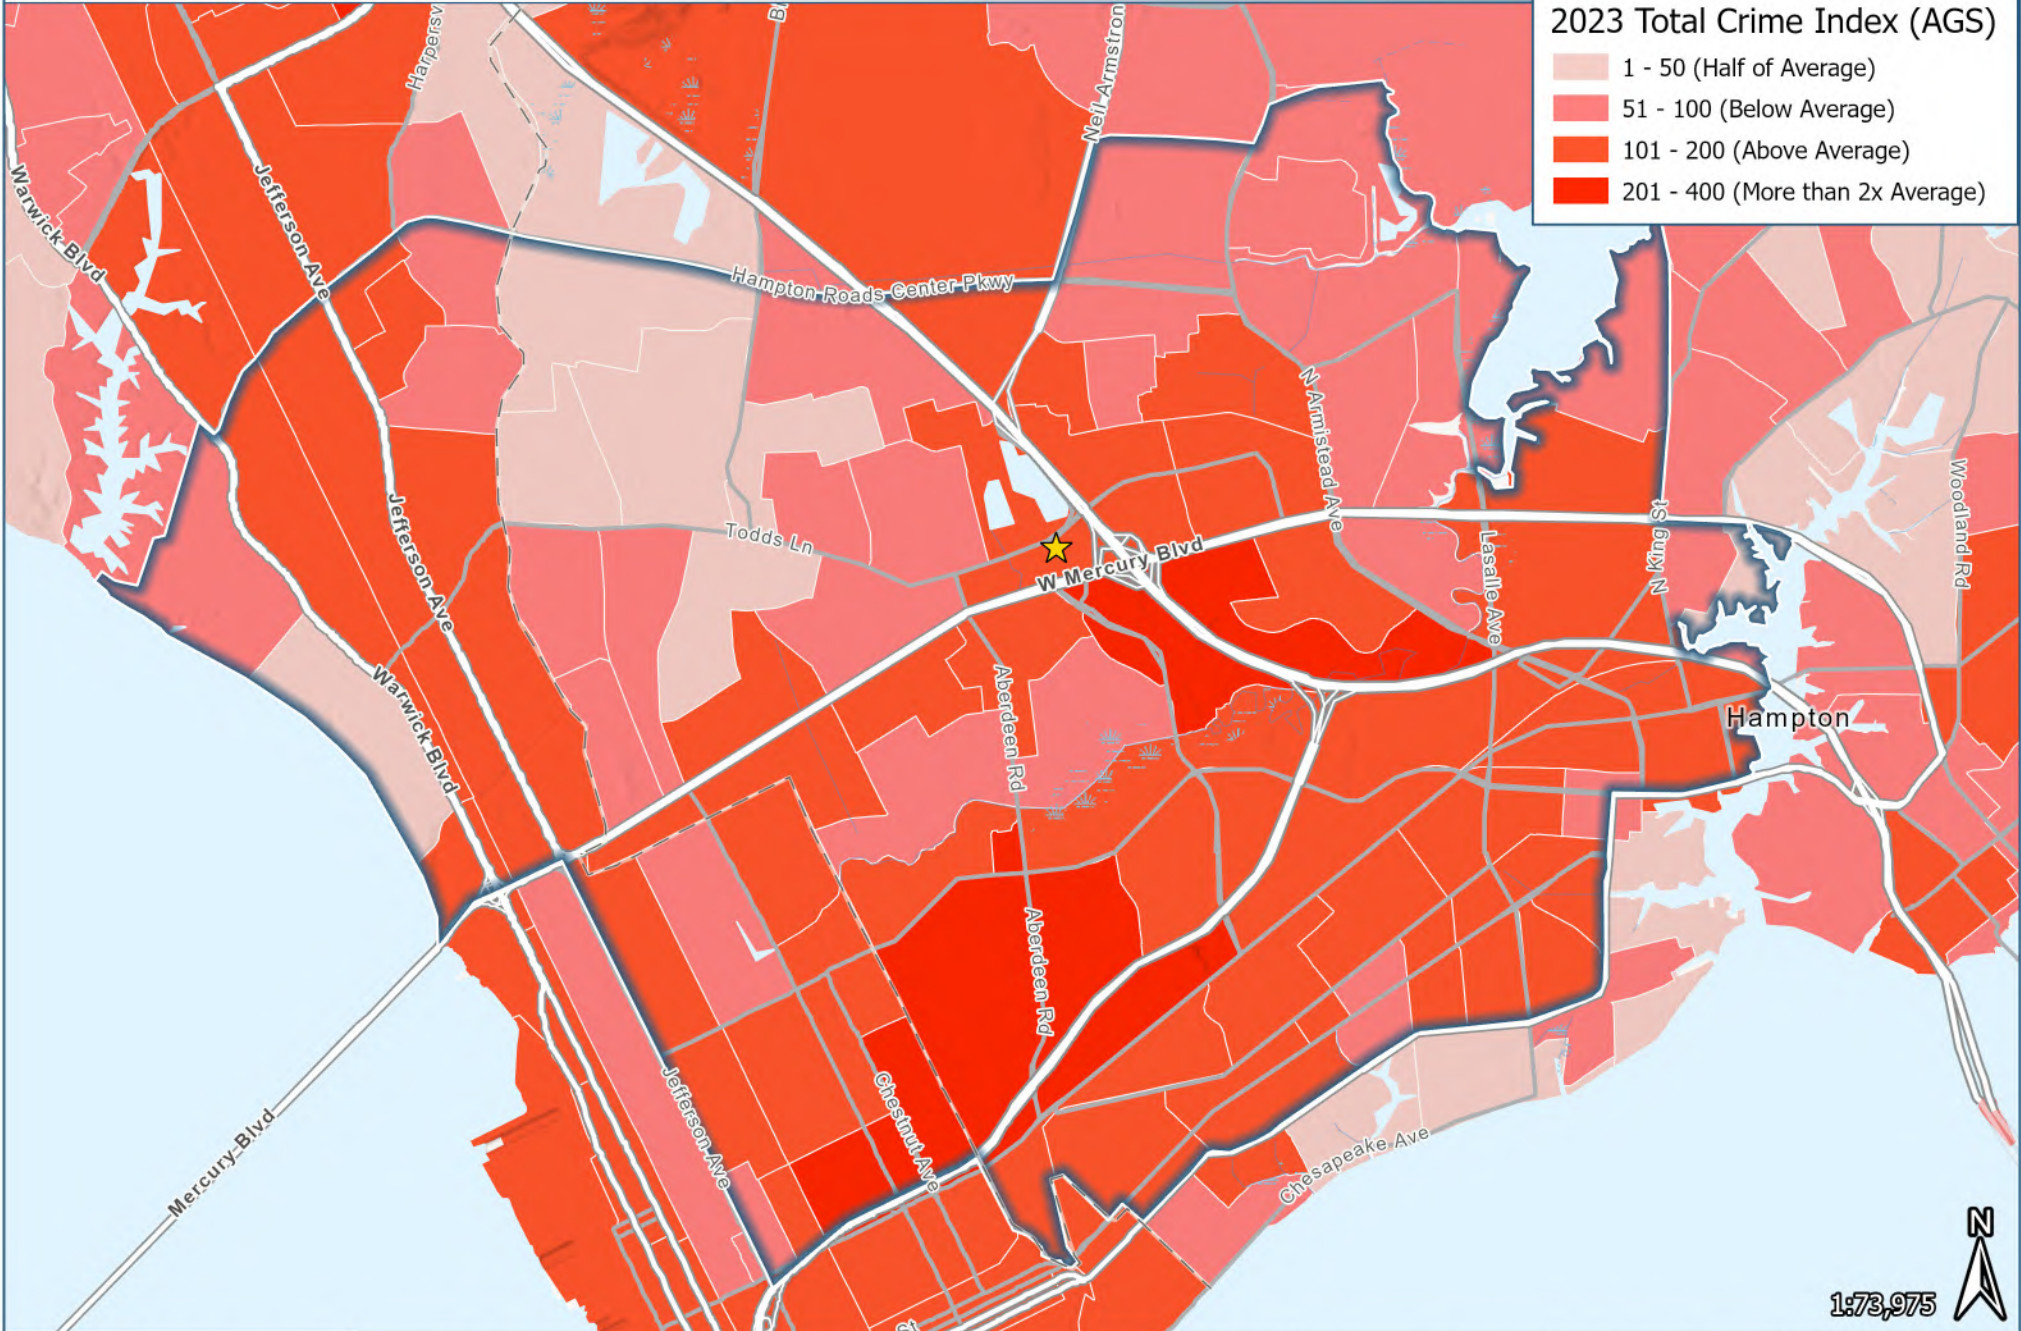 2023 Total Crime Index (AGS)
1 - 50 (Half of Average)
51 - 100 (Below Average)
101 - 200 (Above Average)
201 - 400 (More than 2x Average)
Bl
Harpersv
Neil Armstron
Warwick Blvd
Jefferson Ave
Hampton Roads Center Pkwy
N Armistead Ave
Woodland Rd
Jefferson Ave
Todds Ln
W Mercury Blvd
N King St
Lasalle Ave
Warwick Blvd
Aberdeen Rd
Hampton
Aberdeen Rd
Jefferson Ave
Chestnut Ave
Mercury Blvd
Chesapeake Ave
N
1:73,975
St